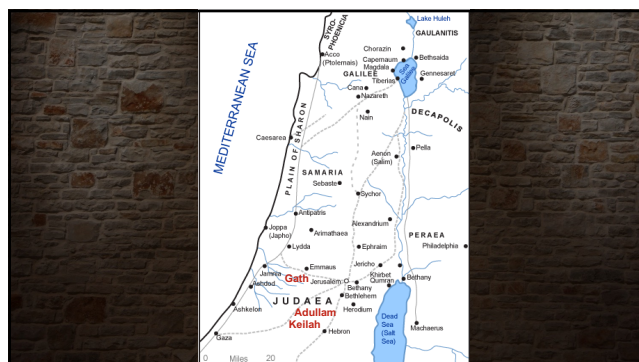 Lake Huleh
SYRO-
PHOENICIA
GAULANITIS
Chorazin
Acco
(Ptolemais)
Capernaum
Bethsaida
Magdala
GALILEE
Sea
Galilee
Gennesaret
Tiberias
Cana
Nazareth
MEDITERRANEAN SEA
Nain
DECAPOLIS
PLAIN OF SHARON
Caesarea
Pella
Aenon
(Salim)
SAMARIA
Sebaste
Sychor
Antipatris
Alexandrium
Joppa
(Japho)
Arimathaea
PERAEA
Lydda
Ephraim
Philadelphia
Jamnia
Emmaus
Jericho
Khirbet
Qumran
Gath
Jerusalem
Bethany
Ashdad
Bethany
Bethlehem
JUDAEA
Ashkelon
Herodium
Adullam
Keilah
Dead
Sea
(Salt
Sea)
Machaerus
Gaza
Hebron
0 Miles 20